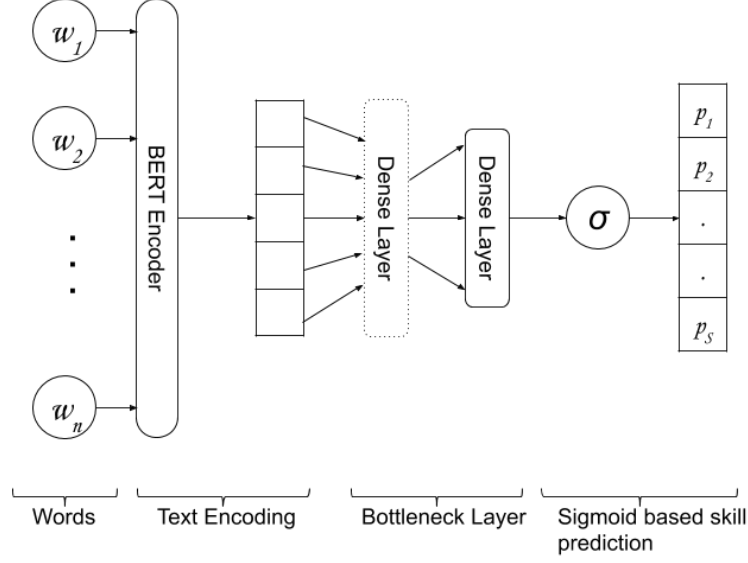 w1
w2
wn
BERT Encoder
Dense Layer
Dense Layer
σ
p1
p2
.
.
pS
Words
Text Encoding
Bottleneck Layer
Sigmoid based skill
prediction